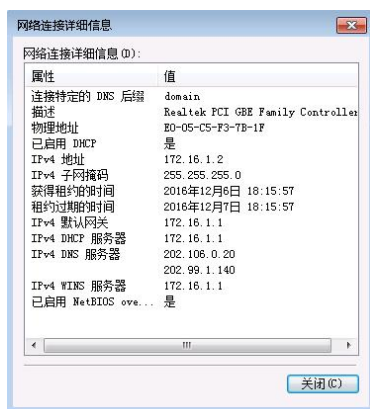 网络连接详细信息
网络连接详细信息(D):
属性 值
连接特定的 DNS 后缀 domain
描述 Realtek PCI GBE Family Controller
物理地址 E0-05-C5-F3-7B-1F
已启用 DHCP 是
IPv4 地址 172.16.1.2
IPv4 子网掩码 255.255.255.0
获得租约的时间 2016年12月6日 18:15:57
租约过期的时间 2016年12月7日 18:15:57
IPv4 默认网关 172.16.1.1
IPv4 DHCP 服务器 172.16.1.1
IPv4 DNS 服务器 202.106.0.20
202.99.1.140
IPv4 WINS 服务器 172.16.1.1
已启用 NetBIOS ove... 是
关闭(C)